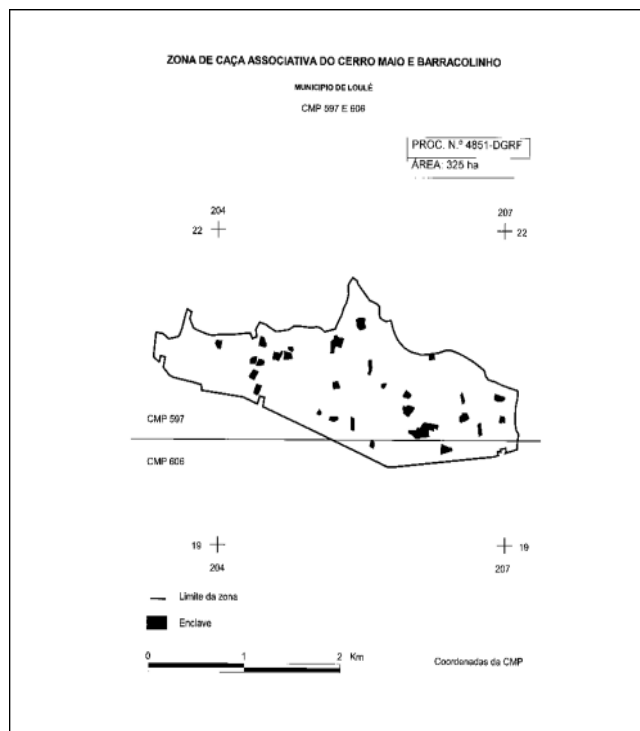 ZONA DE CAÇA ASSOCIATIVA DO CERRO MAIO E BARRACOLINHO
MUNICIPIO DE LOULÉ
CMP 597 E 606
PROC. N.º 4851-DGRF
ÁREA: 325 ha
204 207
22 22
CMP 597
CMP 606
19 19
204 207
Limite da zona
Enclave
0 1 2 Km
Coordenadas da CMP